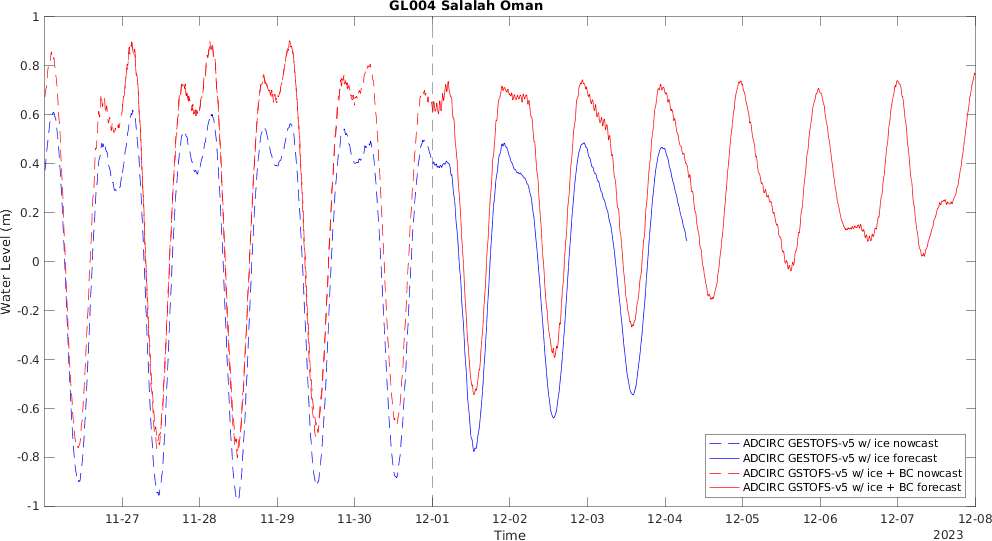 GL004 Salalah Oman
1
0.8
0.6
0.4
0.2
0
-0.2
-0.4
-0.6
-0.8
-1
Water Level (m)
ADCIRC GESTOFS-v5 w/ ice nowcast
ADCIRC GESTOFS-v5 w/ ice forecast
ADCIRC GSTOFS-v5 w/ ice + BC nowcast
ADCIRC GSTOFS-v5 w/ ice + BC forecast
11-27 11-28 11-29 11-30 12-01 12-02 12-03 12-04 12-05 12-06 12-07 12-08
Time
2023